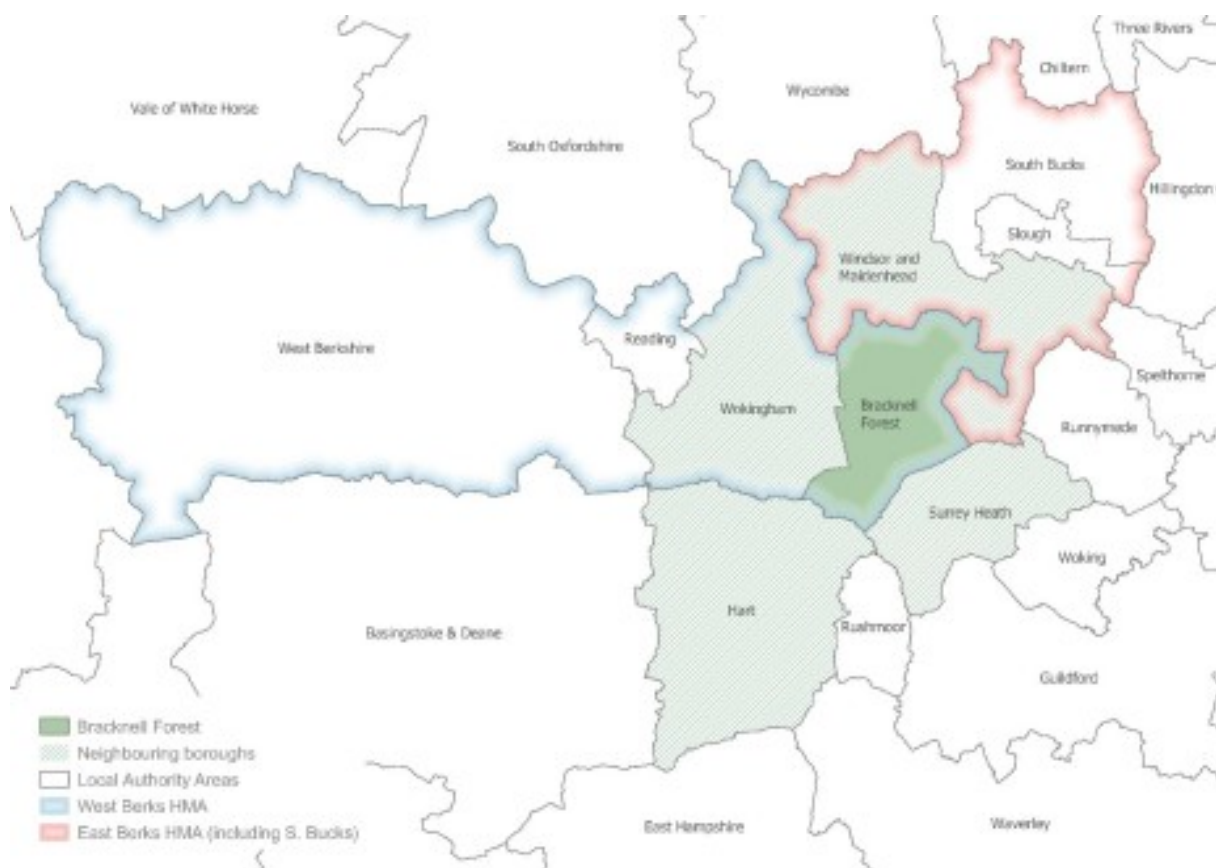 Three Rivers
Chiltern
Wycombe
Vale of White Horse
South Oxfordshire
South Bucks
Hillingdon
Slough
Windsor and
Maidenhead
Reading
West Berkshire
Spelthorne
Wokingham
Bracknell
Forest
Runnymede
Surrey Heath
Woking
Hart
Rushmoor
Basingstoke & Deane
Guildford
Bracknell Forest
Neighbouring boroughs
Local Authority Areas
West Berks HMA
East Berks HMA (including S. Bucks)
East Hampshire
Waverley